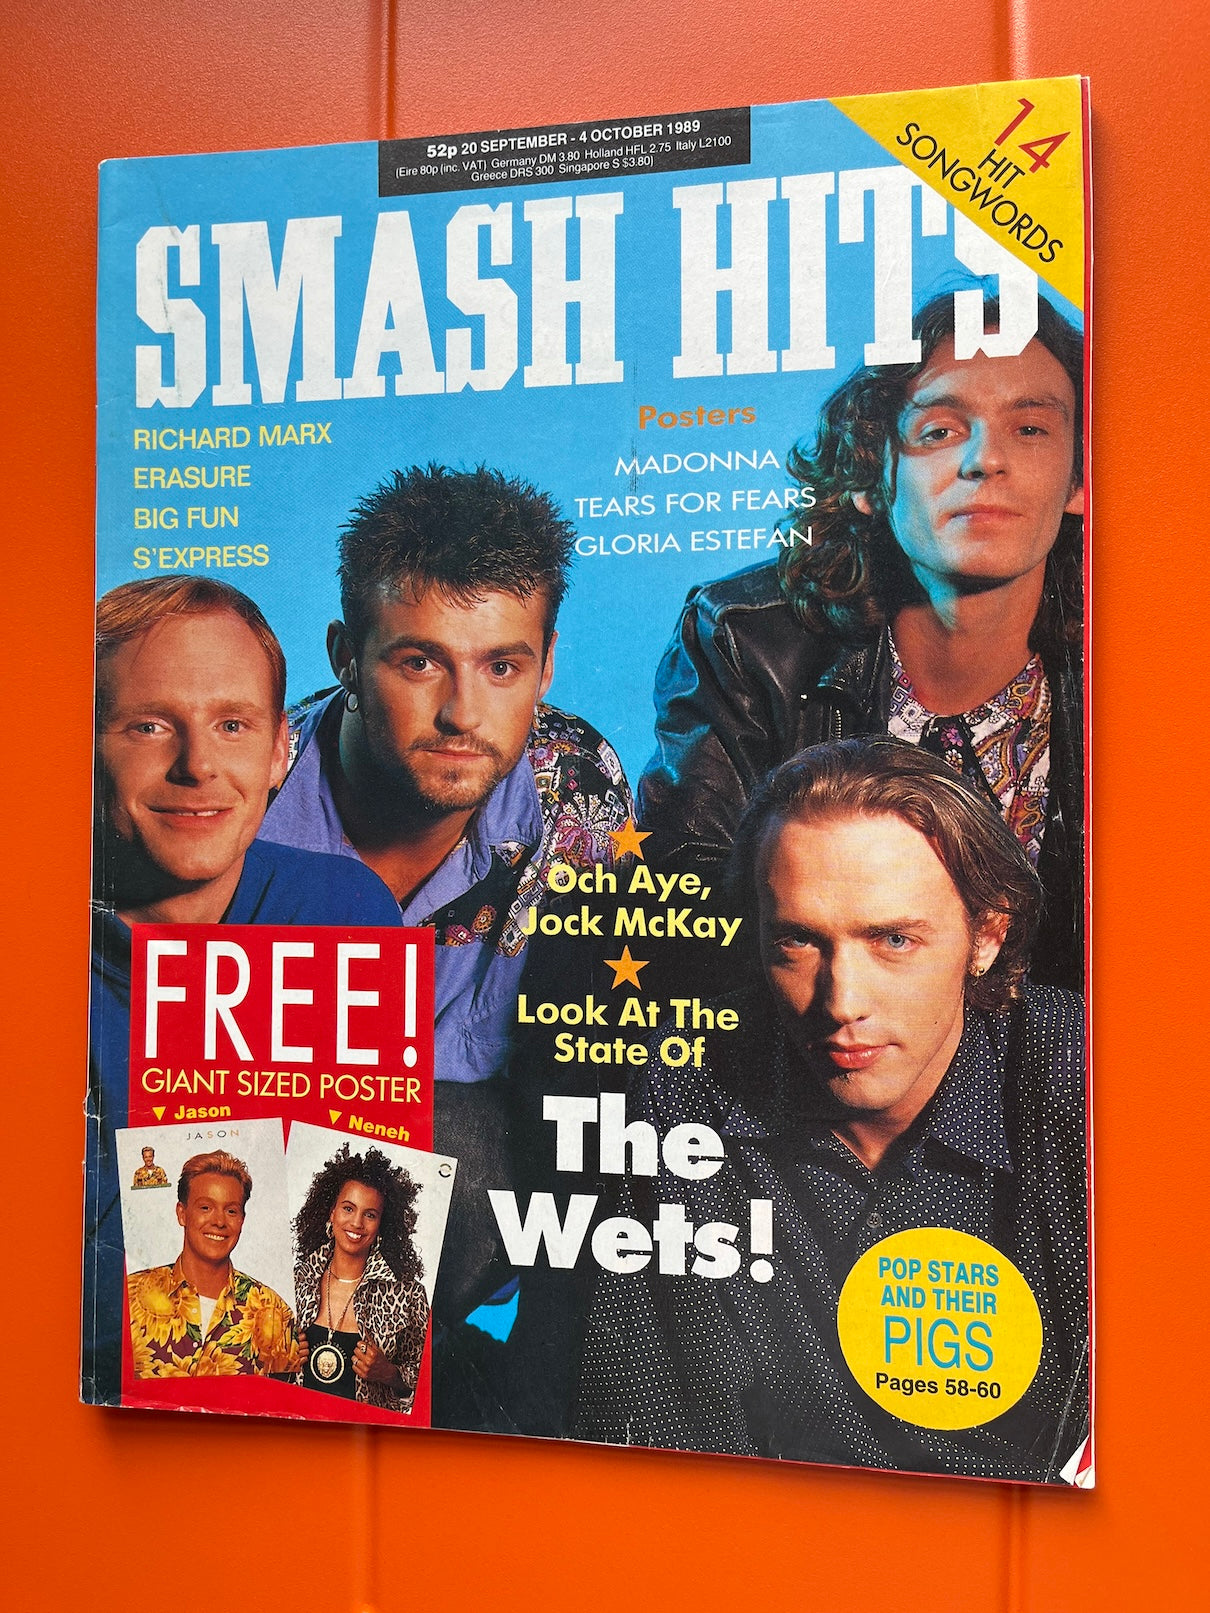 52p 20 SEPTEMBER - 4 OCTOBER 1989
(Eire 80p (inc. VAT) Germany DM 3.80 Holland HFL 2.75 Italy L2100
Greece DRS 300 Singapore S $3.80)
14
HIT
SONGWORDS
SMASH HITS
RICHARD MARX
ERASURE
BIG FUN
S'EXPRESS
Posters
MADONNA
TEARS FOR FEARS
GLORIA ESTEFAN
Och Aye,
Jock McKay
Look At The
State Of
The
Wets!
FREE!
GIANT SIZED POSTER
Jason
Neneh
JASON
POP STARS
AND THEIR
PIGS
Pages 58-60